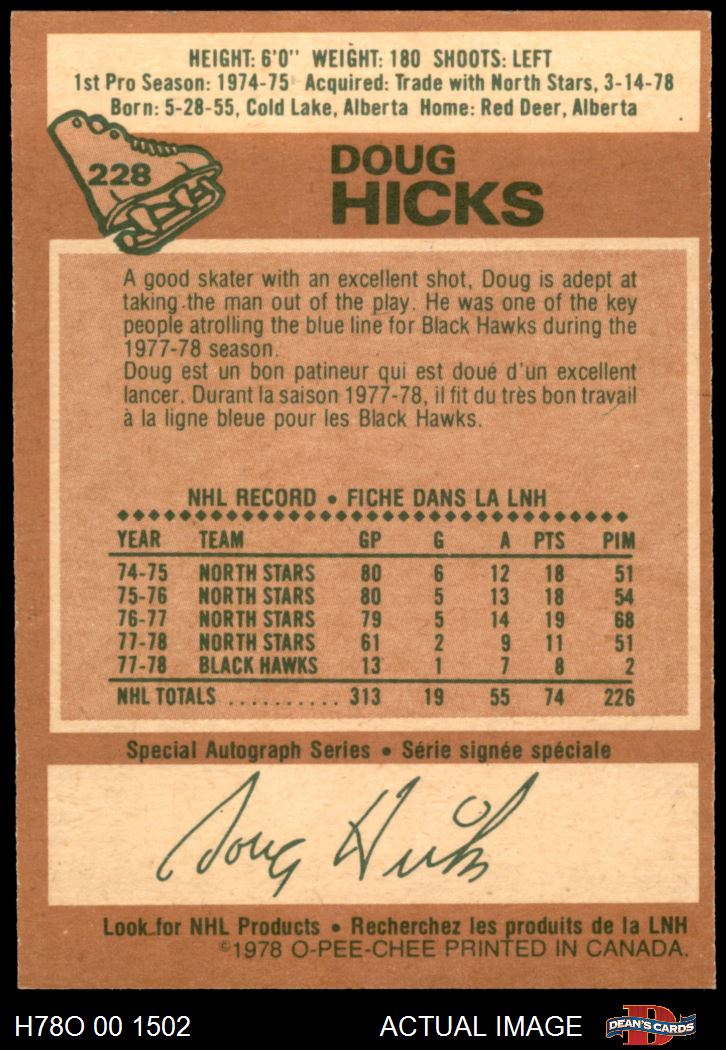 HEIGHT: 6'0'' WEIGHT: 180 SHOOTS: LEFT
1st Pro Season: 1974-75 Acquired: Trade with North Stars, 3-14-78
Born: 5-28-55, Cold Lake, Alberta Home: Red Deer, Alberta
228
DOUG
HICKS
A good skater with an excellent shot, Doug is adept at
taking the man out of the play. He was one of the key
people atrolling the blue line for Black Hawks during the
1977-78 season.
Doug est un bon patineur qui est doué d'un excellent
lancer. Durant la saison 1977-78, il fit du très bon travail
à la ligne bleue pour les Black Hawks.
NHL RECORD • FICHE DANS LA LNH
YEAR TEAM GP G A PTS PIM
74-75 NORTH STARS 80 6 12 18 51
75-76 NORTH STARS 80 5 13 18 54
76-77 NORTH STARS 79 5 14 19 68
77-78 NORTH STARS 61 2 9 11 51
77-78 BLACK HAWKS 13 1 7 8 2
NHL TOTALS .......... 313 19 55 74 226
Special Autograph Series • Série signée spéciale
Doug Hicks
Look for NHL Products • Recherchez les produits de la LNH
©1978 O-PEE-CHEE PRINTED IN CANADA.
H78O 00 1502 ACTUAL IMAGE D DEAN'S CARDS